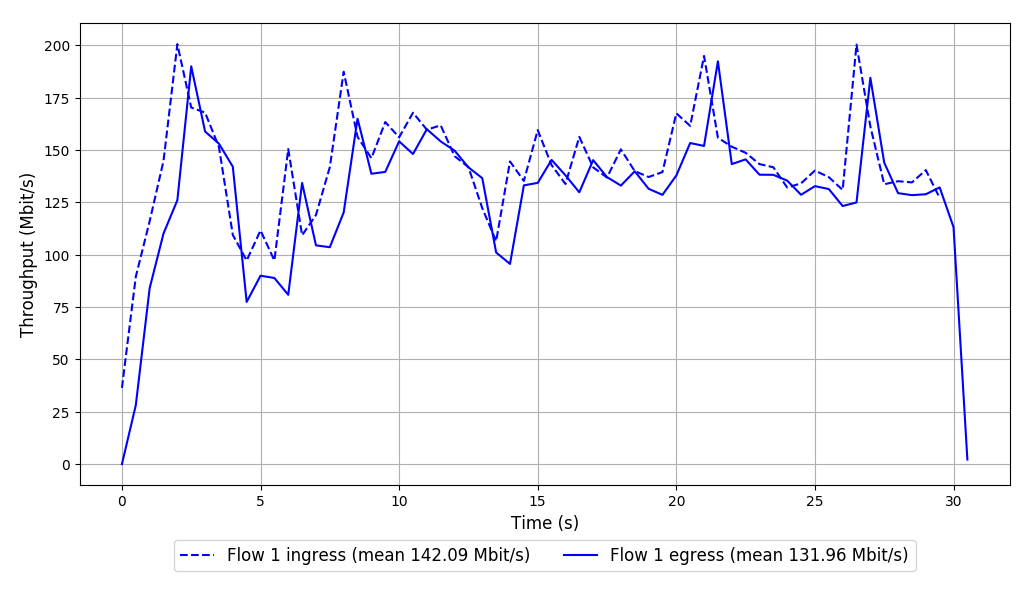 Throughput (Mbit/s)
200
175
150
125
100
75
50
25
0
0 5 10 15 20 25 30
Time (s)
Flow 1 ingress (mean 142.09 Mbit/s) Flow 1 egress (mean 131.96 Mbit/s)